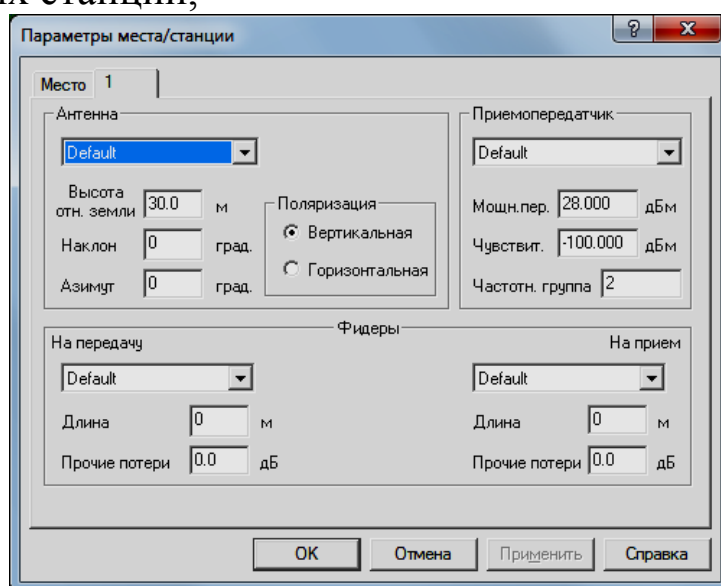 х станций,
Параметры места/станции
Место 1
Антенна
Default
Высота
отн. земли 30.0 м
Наклон 0 град.
Азимут 0 град.
Поляризация
Вертикальная
Горизонтальная
Приемопередатчик
Default
Мощн.пер. 28.000 дБм
Чувствит. -100.000 дБм
Частотн. группа 2
Фидеры
На передачу На прием
Default Default
Длина 0 м Длина 0 м
Прочие потери 0.0 дБ Прочие потери 0.0 дБ
OK Отмена Применить Справка